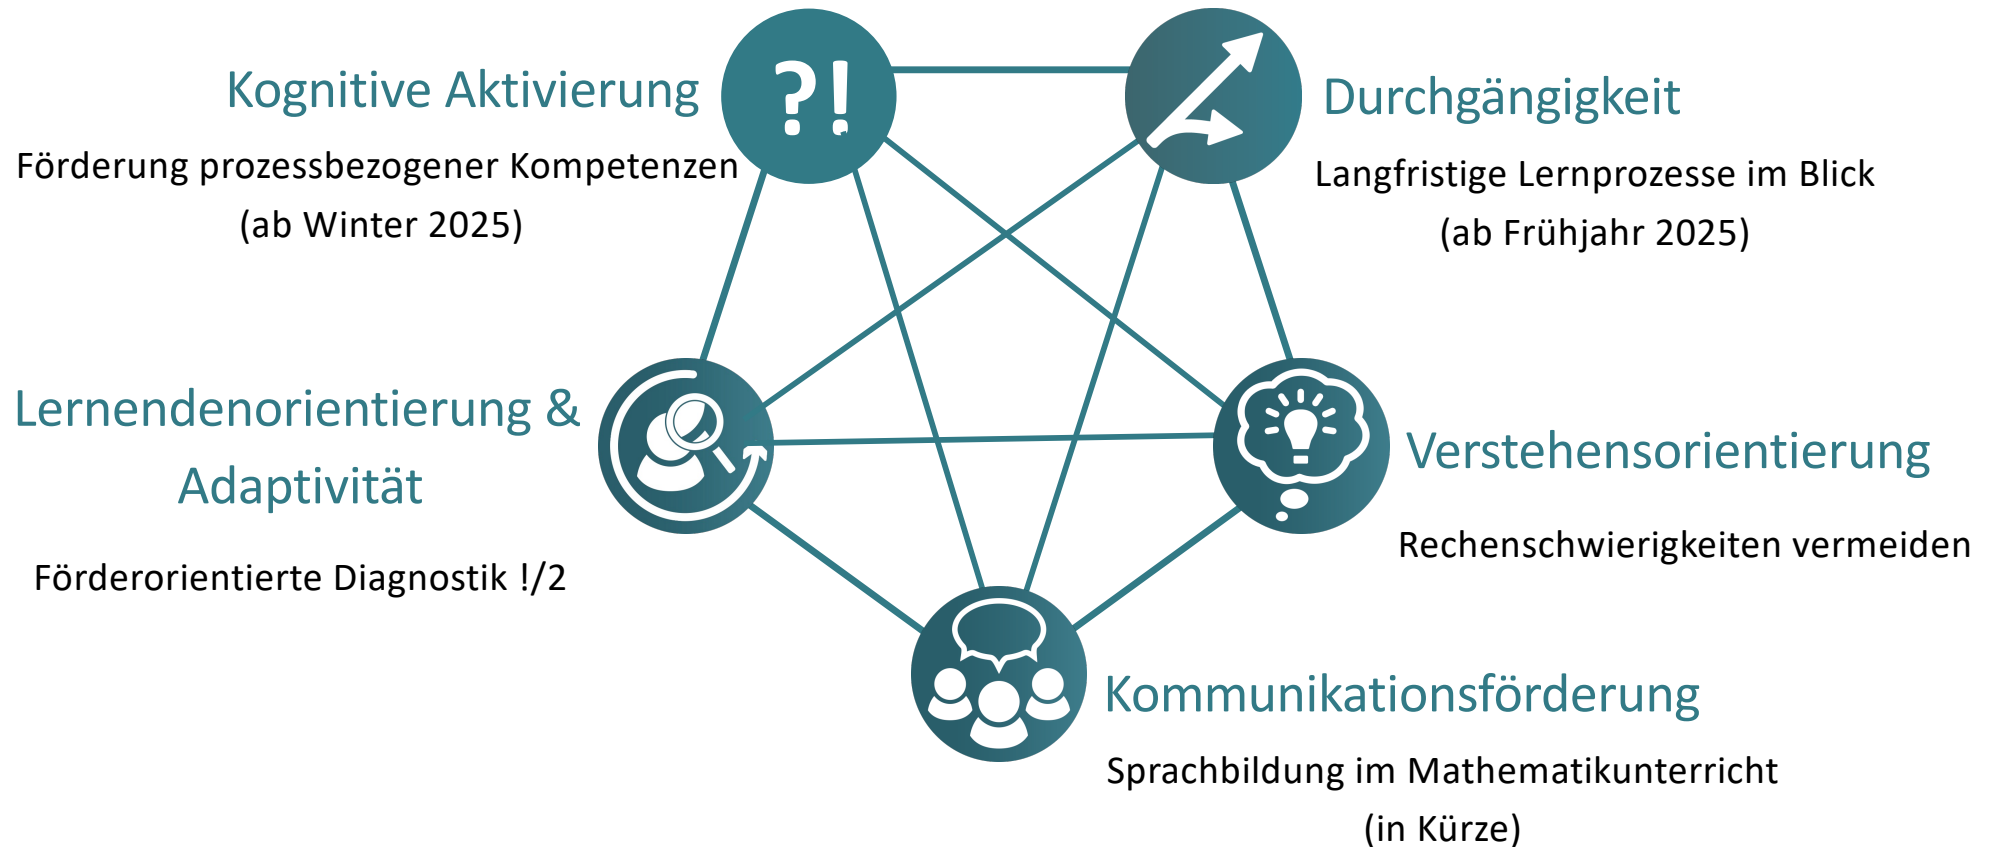 Kognitive Aktivierung
?!
Förderung prozessbezogener Kompetenzen
(ab Winter 2025)
Durchgängigkeit
Langfristige Lernprozesse im Blick
(ab Frühjahr 2025)
Lernendenorientierung &
Adaptivität
Förderorientierte Diagnostik !/2
Verstehensorientierung
Rechenschwierigkeiten vermeiden
Kommunikationsförderung
Sprachbildung im Mathematikunterricht
(in Kürze)